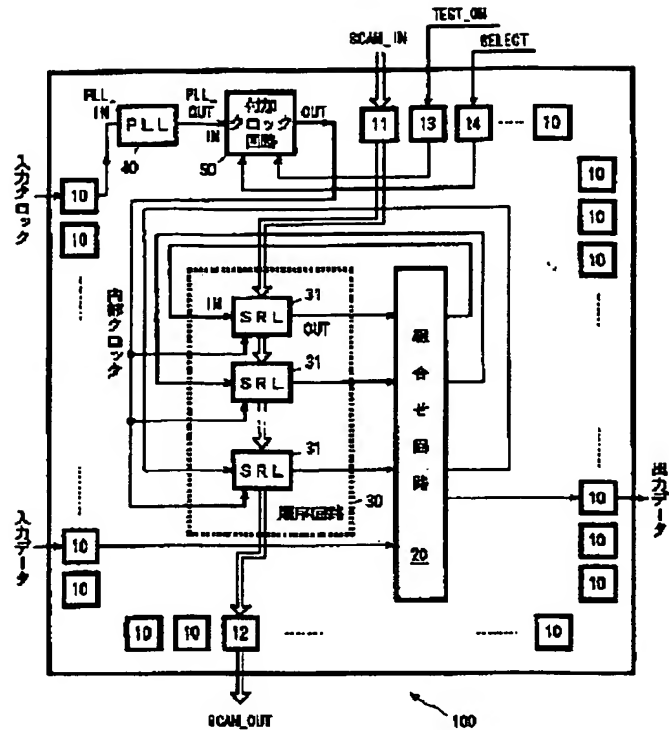 TEST_ON
SCAN_IN
SELECT
PLL_IN
PLL_OUT
IN
OUT
PLL
40
付加
クロック
回路
50
11
13
14
10
入力クロック
10
10
10
10
10
内部クロック
IN
SRL
31
OUT
SRL
31
SRL
31
順序回路
30
組合せ回路
20
入力データ
10
10
10
出力データ
10
10
10
10
12
10
SCAN_OUT
100